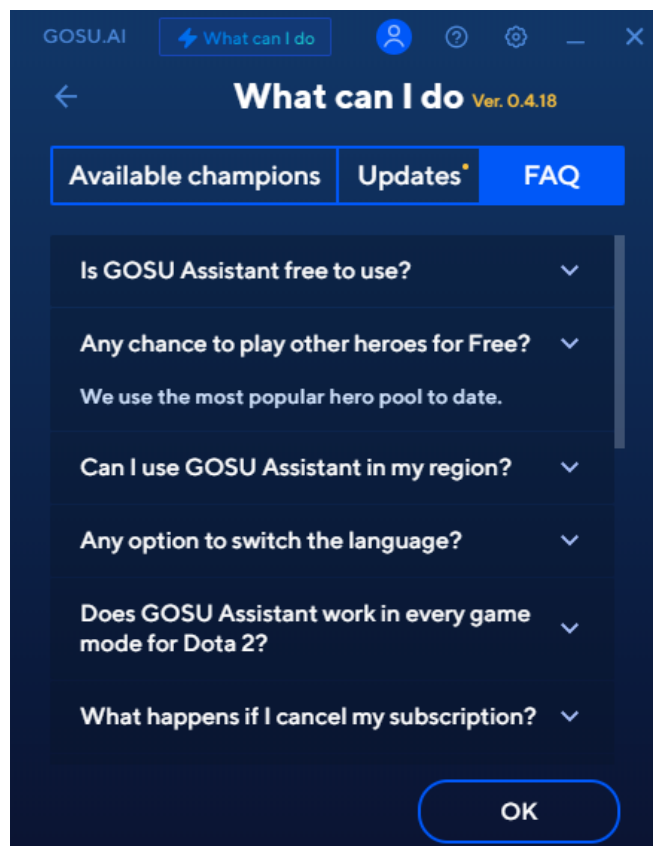 GOSU.AI
What can I do
What can I do Ver. 0.4.18
Available champions
Updates
FAQ
Is GOSU Assistant free to use?
Any chance to play other heroes for Free?
We use the most popular hero pool to date.
Can I use GOSU Assistant in my region?
Any option to switch the language?
Does GOSU Assistant work in every game
mode for Dota 2?
What happens if I cancel my subscription?
OK